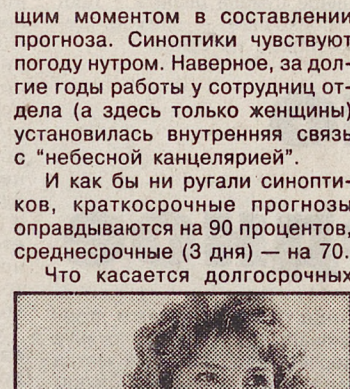 щим моментом в составлении
прогноза. Синоптики чувствуют
погоду нутром. Наверное, за дол-
гие годы работы у сотрудниц от-
дела (а здесь только женщины)
установилась внутренняя связь
с “небесной канцелярией”.
И как бы ни ругали синопти-
ков, краткосрочные прогнозы
оправдываются на 90 процентов,
среднесрочные (3 дня) — на 70.
Что касается долгосрочных